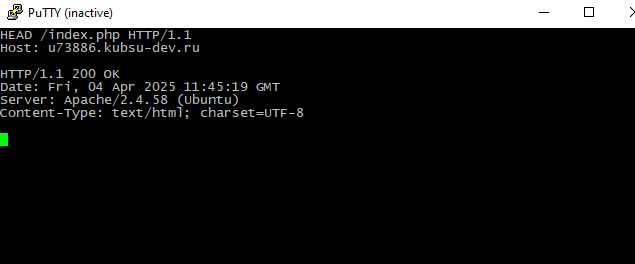 PuTTY (inactive)
HEAD /index.php HTTP/1.1
Host: u73886.kubsu-dev.ru
HTTP/1.1 200 OK
Date: Fri, 04 Apr 2025 11:45:19 GMT
Server: Apache/2.4.58 (Ubuntu)
Content-Type: text/html; charset=UTF-8